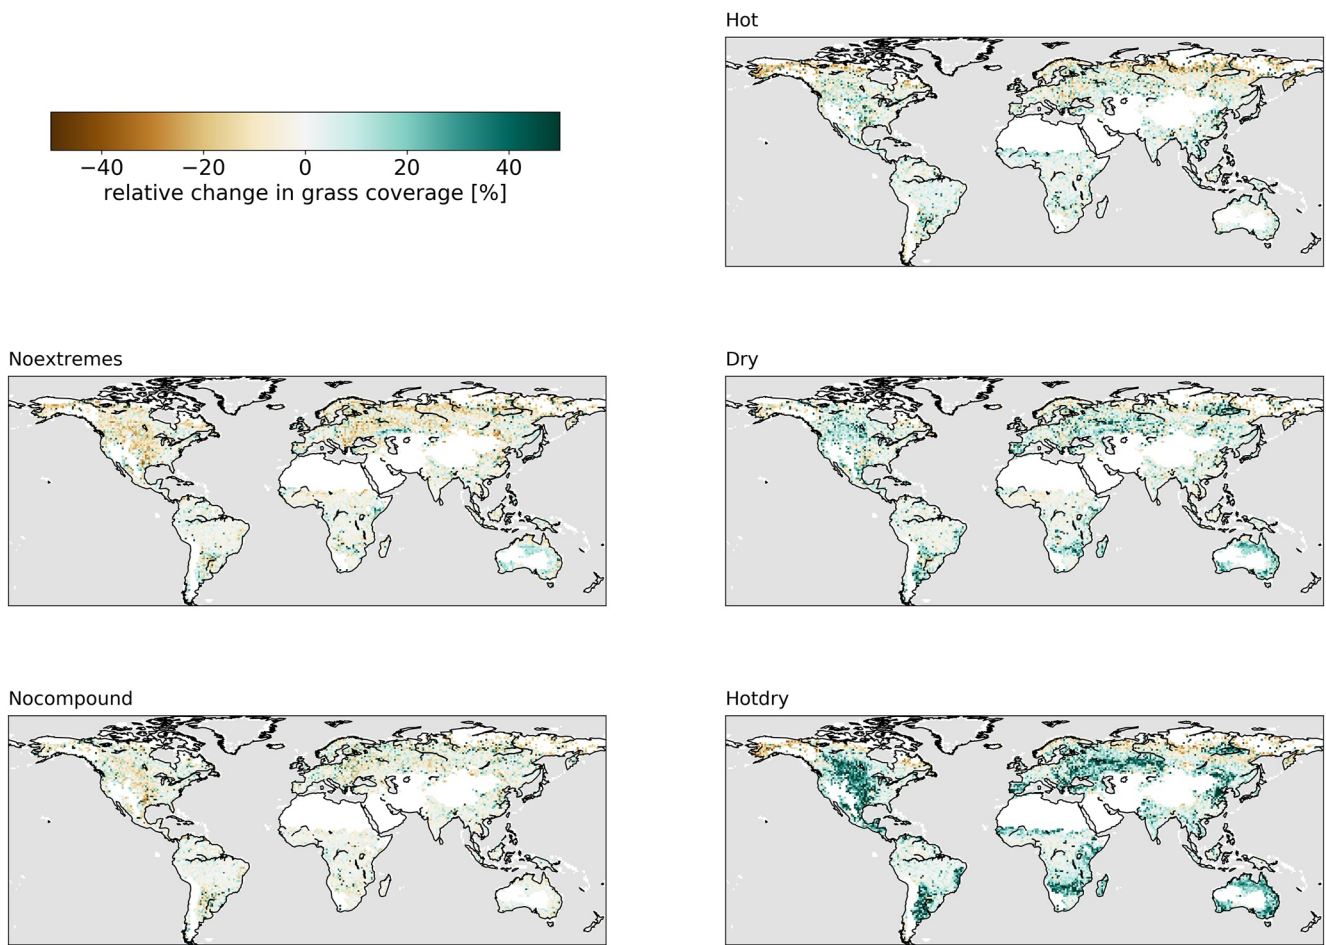 Hot
−40 −20 0 20 40
relative change in grass coverage [%]
Noextremes
Dry
Nocompound
Hotdry